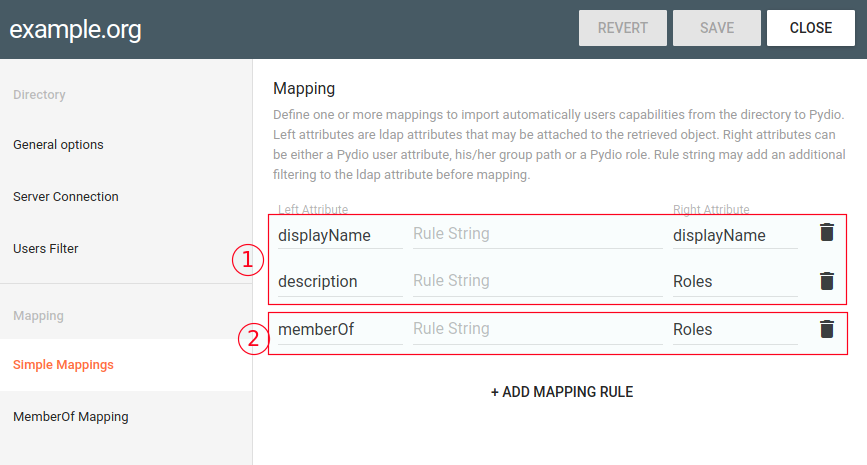 example.org
REVERT
SAVE
CLOSE
Directory
General options
Server Connection
Users Filter
Mapping
Simple Mappings
MemberOf Mapping
Mapping
Define one or more mappings to import automatically users capabilities from the directory to Pydio.
Left attributes are ldap attributes that may be attached to the retrieved object. Right attributes can
be either a Pydio user attribute, his/her group path or a Pydio role. Rule string may add an additional
filtering to the ldap attribute before mapping.
Left Attribute
Right Attribute
1
displayName Rule String displayName
description Rule String Roles
2
memberOf Rule String Roles
+ ADD MAPPING RULE